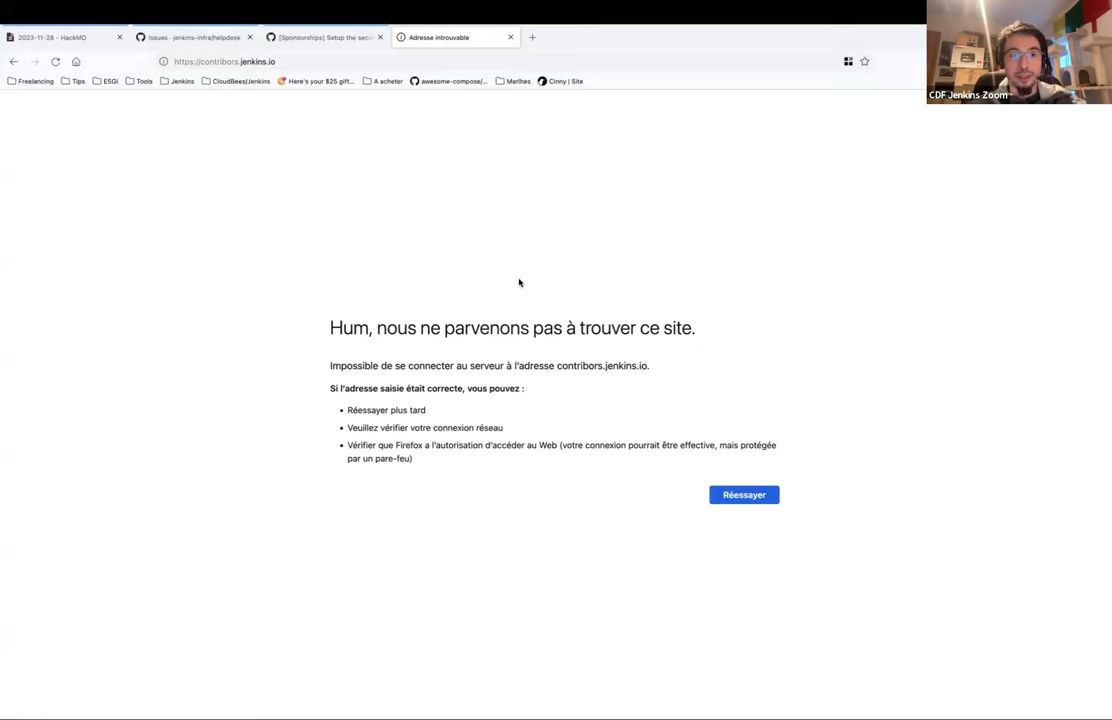 2023-11-28 - HackMD
Issues · jenkins-infra/helpdesk
[Sponsorships] Setup the sec
Adresse introuvable
https://contribors.jenkins.io
Freelancing Tips ESGI Tools Jenkins CloudBees/Jenkins Here's your $25 gift... A acheter awesome-compose/... Marlhes Cinny | Site
CDF Jenkins Zoom
Hum, nous ne parvenons pas à trouver ce site.
Impossible de se connecter au serveur à l'adresse contribors.jenkins.io.
Si l'adresse saisie était correcte, vous pouvez :
• Réessayer plus tard
• Veuillez vérifier votre connexion réseau
• Vérifier que Firefox a l'autorisation d'accéder au Web (votre connexion pourrait être effective, mais protégée
par un pare-feu)
Réessayer